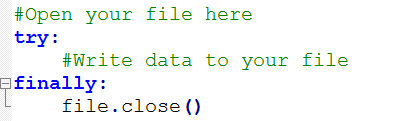 #Open your file here
try:
    #Write data to your file
finally:
    file.close()